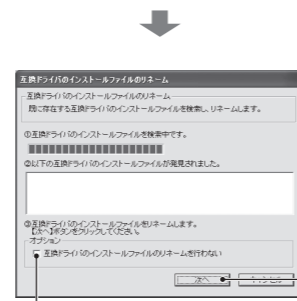 互換ドライバのインストールファイルのリネーム
互換ドライバのインストールファイルのリネーム
既に存在する互換ドライバのインストールファイルを検索し、リネームします。
①互換ドライバのインストールファイルを検索中です。
②以下の互換ドライバのインストールファイルが発見されました。
③互換ドライバのインストールファイルをリネームします。
【次へ】ボタンをクリックしてください。
オプション
互換ドライバのインストールファイルのリネームを行わない
次へ
キャンセル